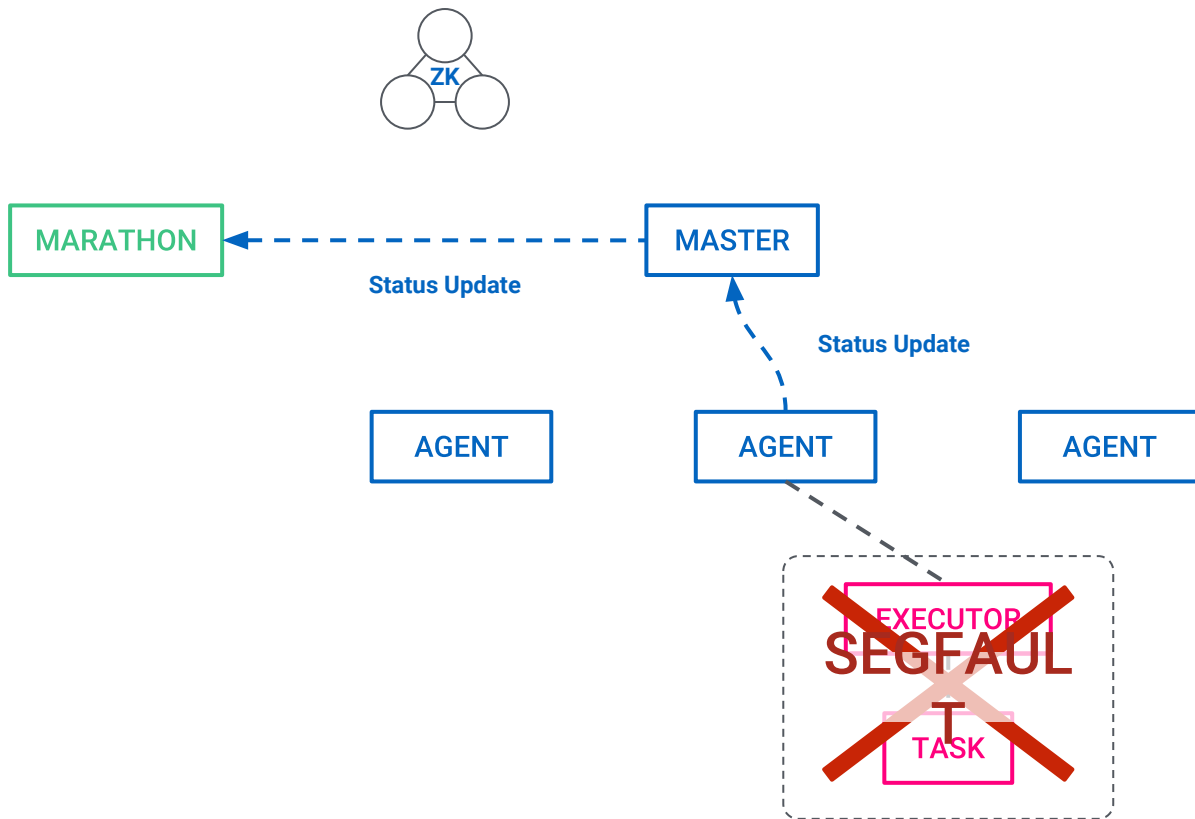 ZK
MARATHON
MASTER
Status Update
Status Update
AGENT
AGENT
AGENT
EXECUTOR
SEGFAUL
T
TASK